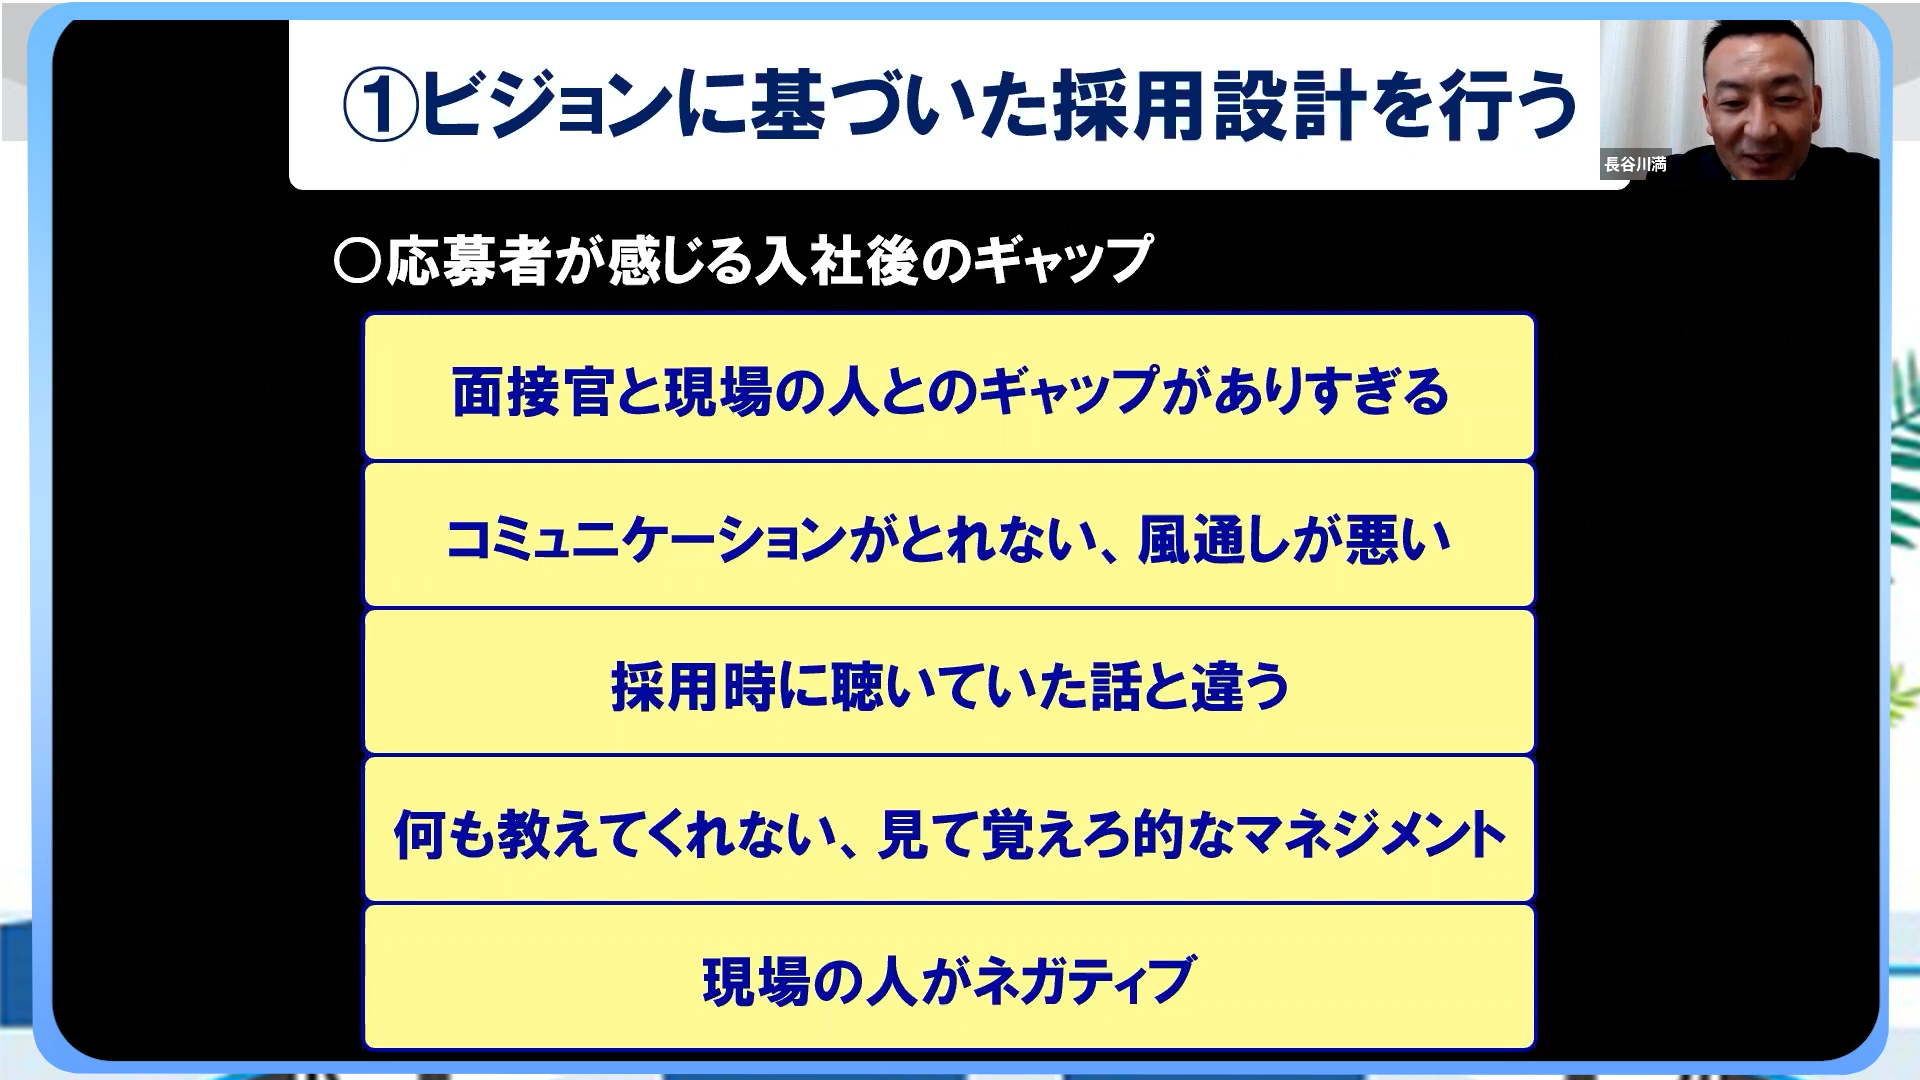 ①ビジョンに基づいた採用設計を行う
長谷川満
○応募者が感じる入社後のギャップ
面接官と現場の人とのギャップがありすぎる
コミュニケーションがとれない、風通しが悪い
採用時に聴いていた話と違う
何も教えてくれない、見て覚えろ的なマネジメント
現場の人がネガティブ